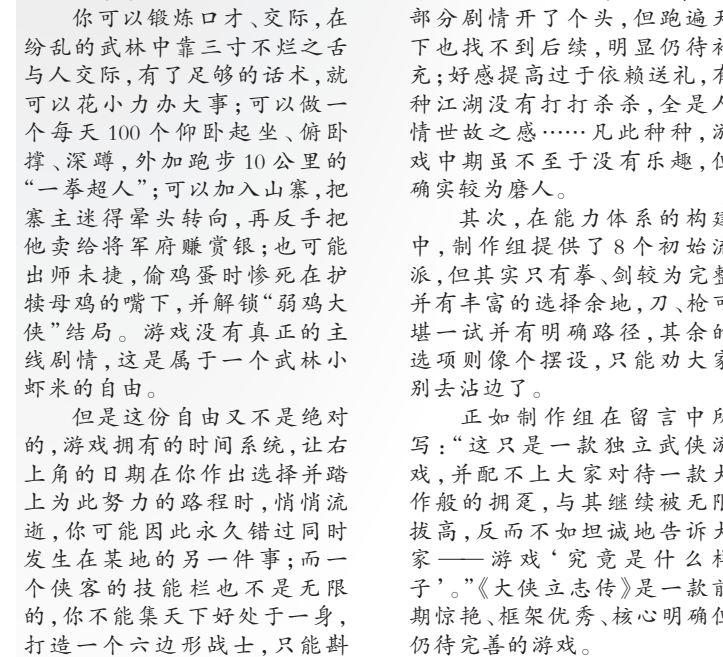 你可以锻炼口才、交际，在
纷乱的武林中靠三寸不烂之舌
与人交际，有了足够的话术，就
可以花小力办大事；可以做一
个每天 100 个仰卧起坐、俯卧
撑、深蹲，外加跑步 10 公里的
“一拳超人”；可以加入山寨，把
寨主迷得晕头转向，再反手把
他卖给将军府赚赏银；也可能
出师未捷，偷鸡蛋时惨死在护
犊母鸡的嘴下，并解锁“弱鸡大
侠”结局。游戏没有真正的主
线剧情，这是属于一个武林小
虾米的自由。
但是这份自由又不是绝对
的，游戏拥有的时间系统，让右
上角的日期在你作出选择并踏
上为此努力的路程时，悄悄流
逝，你可能因此永久错过同时
发生在某地的另一件事；而一
个侠客的技能栏也不是无限
的，你不能集天下好处于一身，
打造一个六边形战士，只能斟
部分剧情开了个头，但跑遍天
下也找不到后续，明显仍待补
充；好感提高过于依赖送礼，有
种江湖没有打打杀杀，全是人
情世故之感……凡此种种，游
戏中期虽不至于没有乐趣，但
确实较为磨人。
其次，在能力体系的构建
中，制作组提供了 8 个初始流
派，但其实只有拳、剑较为完整
并有丰富的选择余地，刀、枪可
堪一试并有明确路径，其余的
选项则像个摆设，只能劝大家
别去沾边了。
正如制作组在留言中所
写：“这只是一款独立武侠游
戏，并配不上大家对待一款大
作般的拥趸，与其继续被无限
拔高，反而不如坦诚地告诉大
家——游戏‘究竟是什么样
子’。”《大侠立志传》是一款前
期惊艳、框架优秀、核心明确但
仍待完善的游戏。